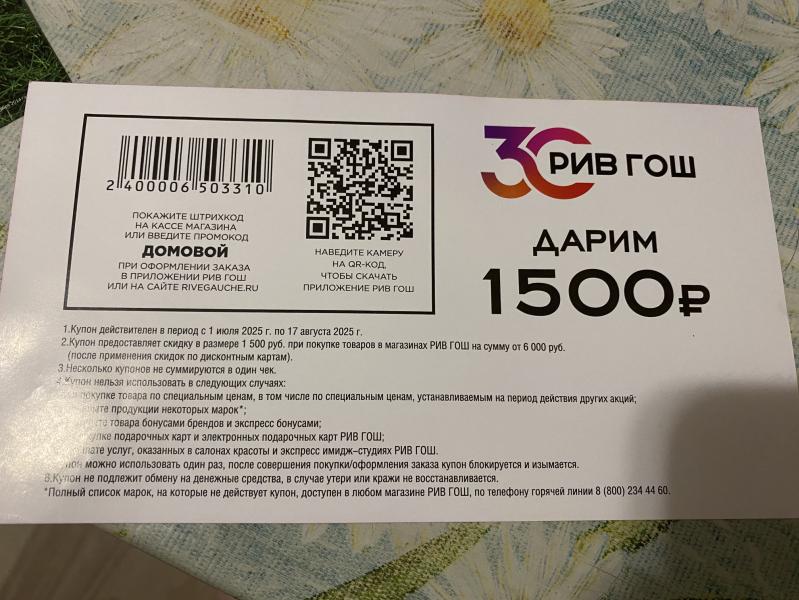 2 400006 503310
ПОКАЖИТЕ ШТРИХКОД
НА КАССЕ МАГАЗИНА
ИЛИ ВВЕДИТЕ ПРОМОКОД
ДОМОВОЙ
ПРИ ОФОРМЛЕНИИ ЗАКАЗА
В ПРИЛОЖЕНИИ РИВ ГОШ
ИЛИ НА САЙТЕ RIVEGAUCHE.RU
НАВЕДИТЕ КАМЕРУ
НА QR-КОД,
ЧТОБЫ СКАЧАТЬ
ПРИЛОЖЕНИЕ РИВ ГОШ
30 РИВ ГОШ
ДАРИМ
1500₽
1.Купон действителен в период с 1 июля 2025 г. по 17 августа 2025 г.
2.Купон предоставляет скидку в размере 1 500 руб. при покупке товаров в магазинах РИВ ГОШ на сумму от 6 000 руб.
(после применения скидок по дисконтным картам).
3.Несколько купонов не суммируются в один чек.
4.Купон нельзя использовать в следующих случаях:
покупке товара по специальным ценам, в том числе по специальным ценам, устанавливаемым на период действия других акций;
продукции некоторых марок*;
товара бонусами брендов и экспресс бонусами;
подарочных карт и электронных подарочных карт РИВ ГОШ;
услуг, оказанных в салонах красоты и экспресс имидж–студиях РИВ ГОШ.
можно использовать один раз, после совершения покупки/оформления заказа купон блокируется и изымается.
Купон не подлежит обмену на денежные средства, в случае утери или кражи не восстанавливается.
*Полный список марок, на которые не действует купон, доступен в любом магазине РИВ ГОШ, по телефону горячей линии 8 (800) 234 44 60.